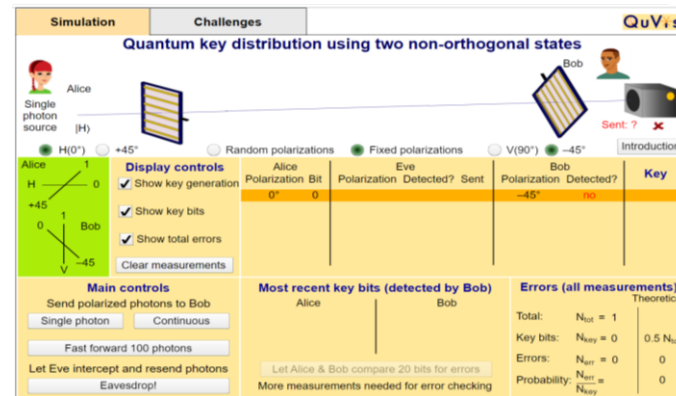 Simulation Challenges QuVis
Quantum key distribution using two non-orthogonal states
Bob
Alice
Single
photon
source |H⟩
Sent: ?
H(0°) +45° Random polarizations Fixed polarizations V(90°) –45° Introduction
Alice 1
H 0
+45
1
0 Bob
–45
V
Display controls
Show key generation
Show key bits
Show total errors
Clear measurements
Alice Eve Bob Key
Polarization Bit Polarization Detected? Sent Polarization Detected?
0° 0 –45° no
Main controls
Send polarized photons to Bob
Single photon Continuous
Fast forward 100 photons
Let Eve intercept and resend photons
Eavesdrop!
Most recent key bits (detected by Bob)
Alice Bob
Let Alice & Bob compare 20 bits for errors
More measurements needed for error checking
Errors (all measurements)
Theoretic
Total: Ntot = 1
Key bits: Nkey = 0 0.5 Nto
Errors: Nerr = 0 0
Probability: Nerr = 0
Nkey